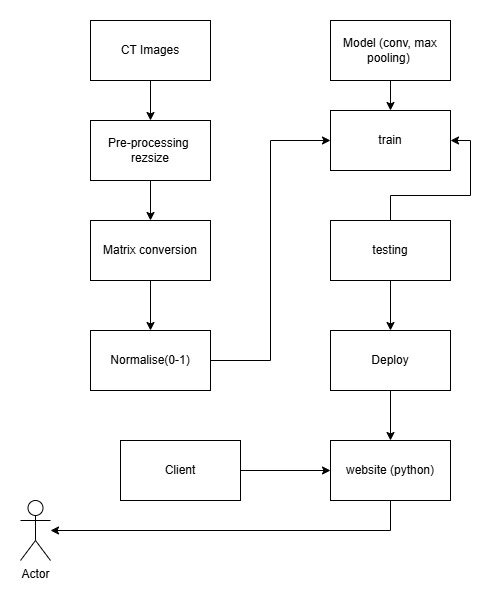 CT Images
Pre-processing
rezsize
Matrix conversion
Normalise(0-1)
Model (conv, max
pooling)
train
testing
Deploy
Client
website (python)
Actor